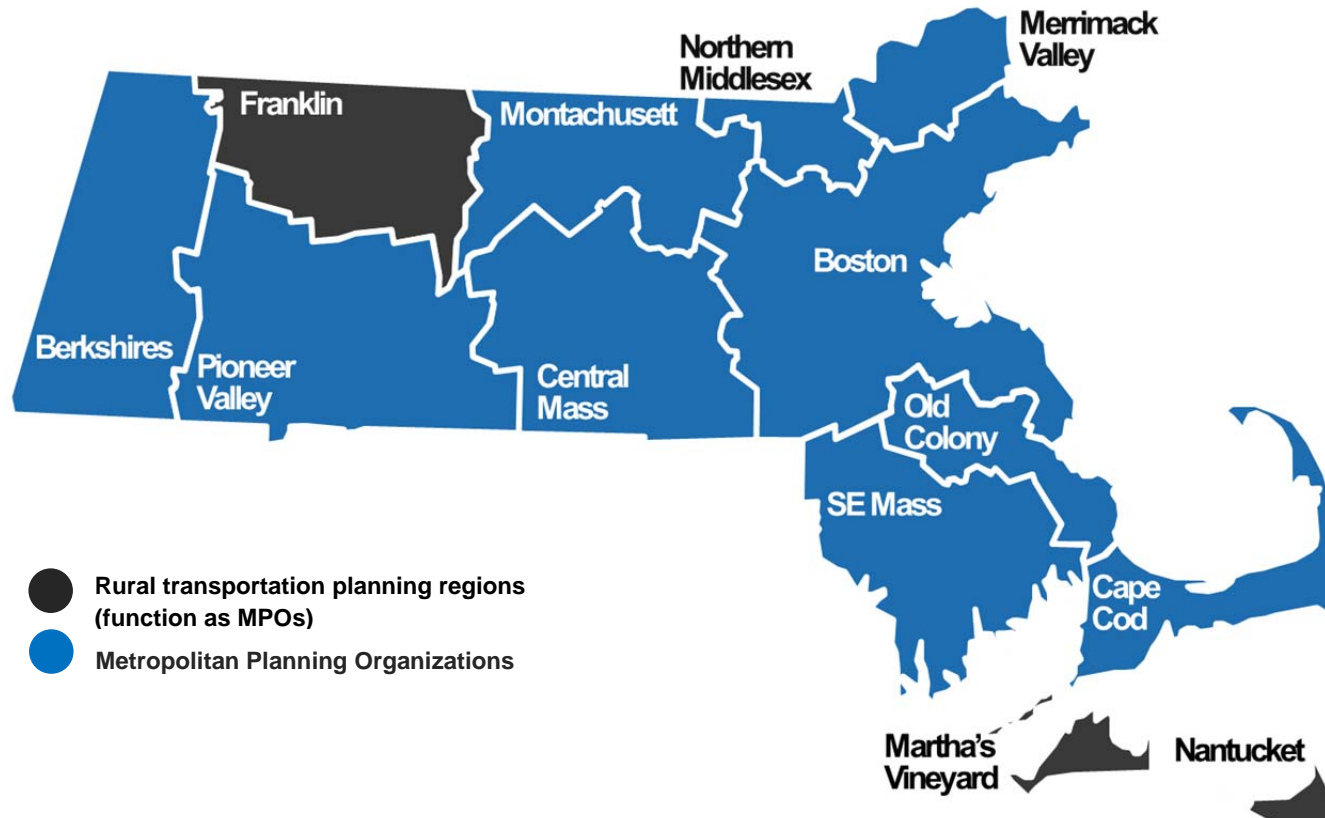 Merrimack
Valley
Northern
Middlesex
Franklin
Montachusett
Boston
Berkshires
Pioneer
Valley
Central
Mass
Old
Colony
SE Mass
Cape
Cod
Rural transportation planning regions
(function as MPOs)
Metropolitan Planning Organizations
Martha's
Vineyard
Nantucket